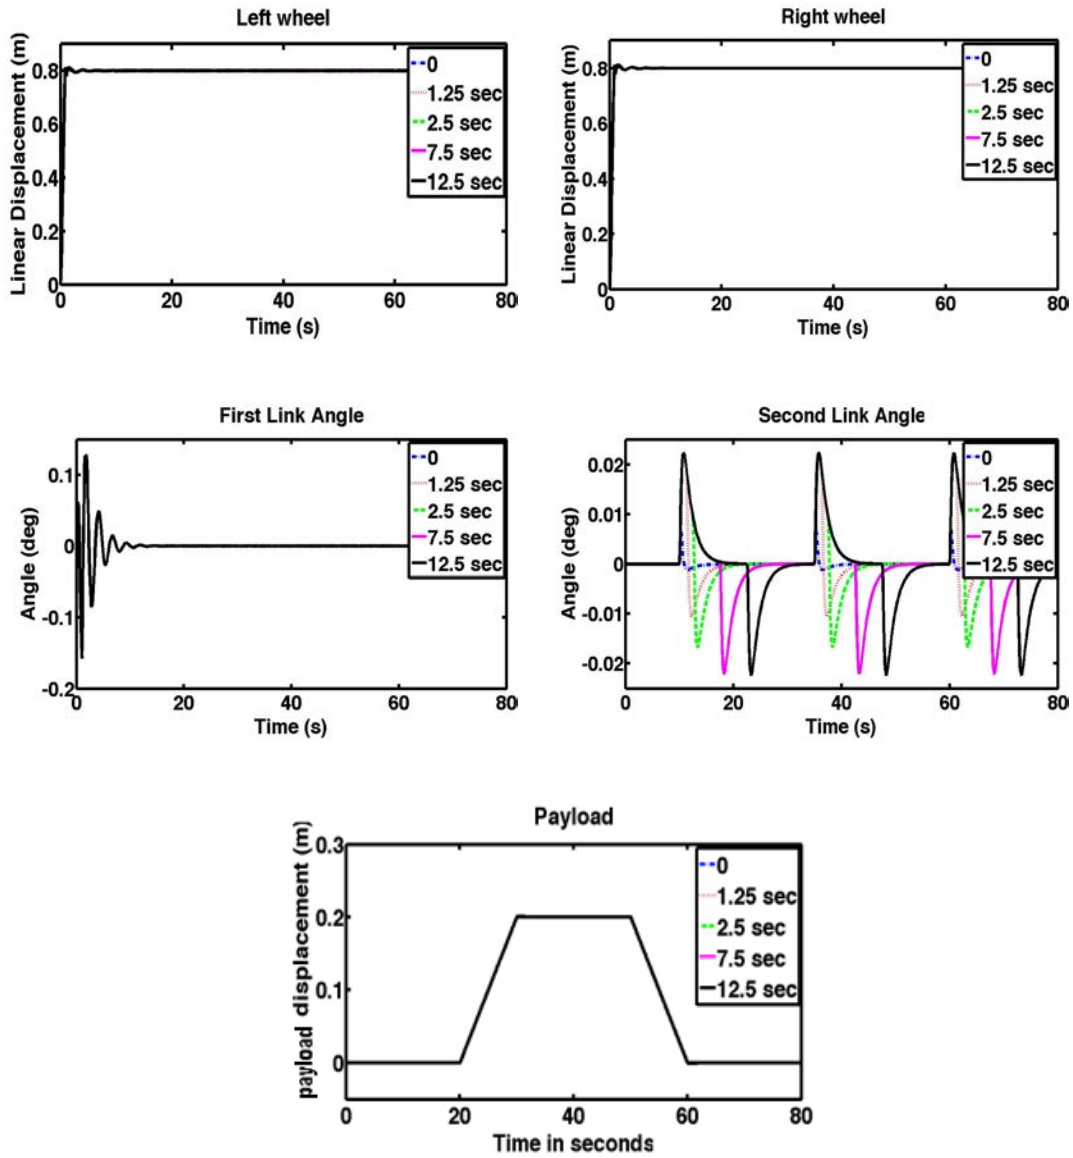 Left wheel
Linear Displacement (m)
0.8
0.6
0.4
0.2
0
0 20 40 60 80
Time (s)
0
1.25 sec
2.5 sec
7.5 sec
12.5 sec
Right wheel
Linear Displacement (m)
0.8
0.6
0.4
0.2
0
0 20 40 60 80
Time (s)
0
1.25 sec
2.5 sec
7.5 sec
12.5 sec
First Link Angle
Angle (deg)
0.1
0
-0.1
-0.2
0 20 40 60 80
Time (s)
0
1.25 sec
2.5 sec
7.5 sec
12.5 sec
Second Link Angle
Angle (deg)
0.02
0.01
0
-0.01
-0.02
0 20 40 60 80
Time (s)
0
1.25 sec
2.5 sec
7.5 sec
12.5 sec
Payload
payload displacement (m)
0.3
0.2
0.1
0
0 20 40 60 80
Time in seconds
0
1.25 sec
2.5 sec
7.5 sec
12.5 sec